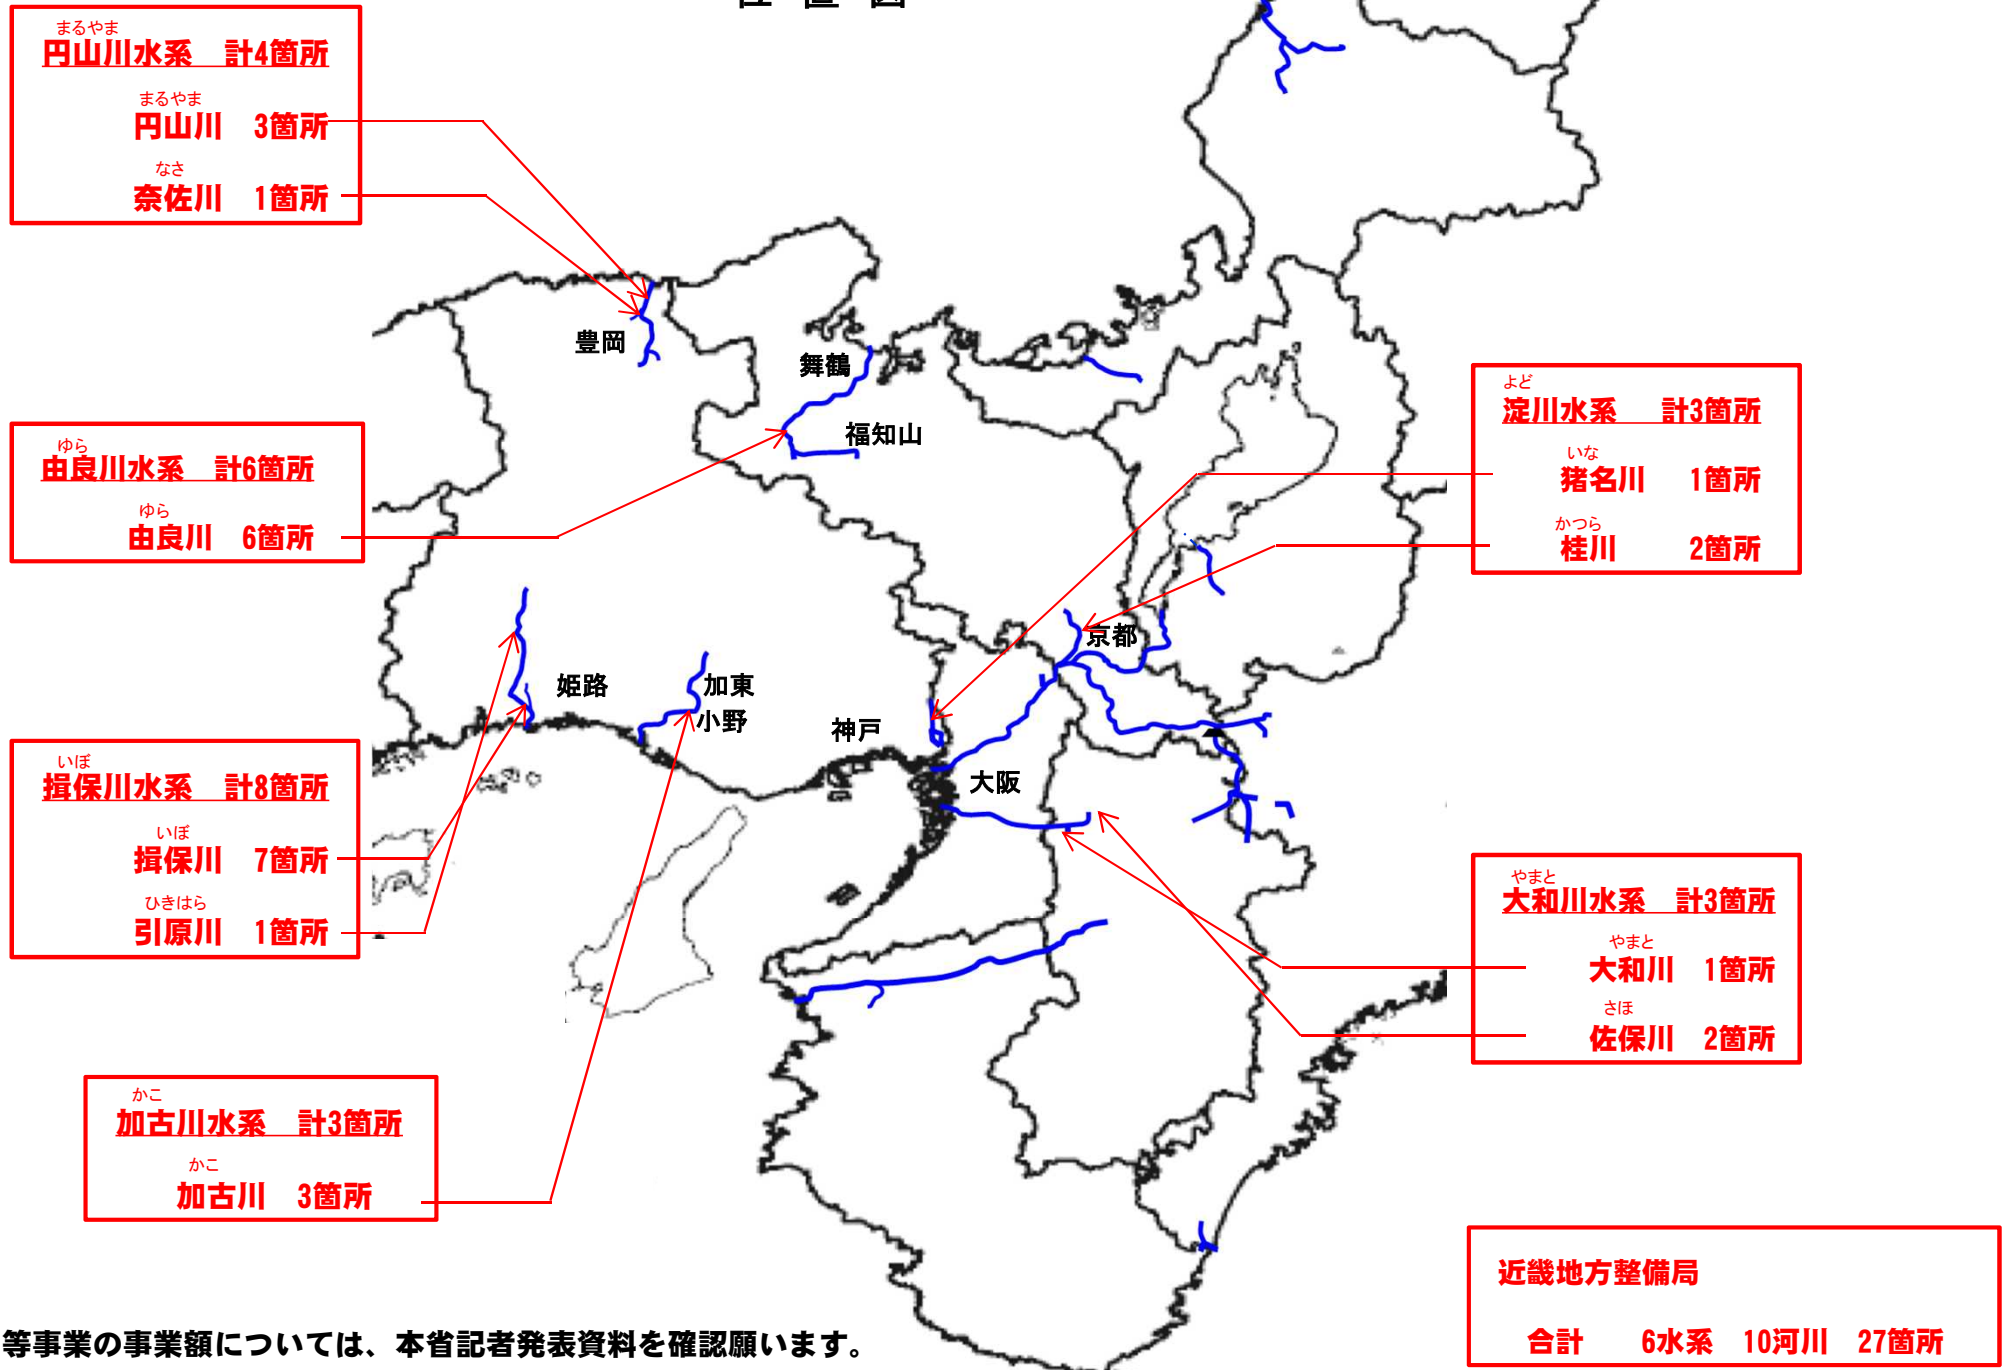 位置図
まるやま
円山川水系 計4箇所
まるやま
円山川 3箇所
なさ
奈佐川 1箇所
豊岡
舞鶴
福知山
ゆら
由良川水系 計6箇所
ゆら
由良川 6箇所
よど
淀川水系 計3箇所
いな
猪名川 1箇所
かつら
桂川 2箇所
京都
姫路
加東
小野
神戸
大阪
いぼ
揖保川水系 計8箇所
いぼ
揖保川 7箇所
ひきはら
引原川 1箇所
やまと
大和川水系 計3箇所
やまと
大和川 1箇所
さほ
佐保川 2箇所
かこ
加古川水系 計3箇所
かこ
加古川 3箇所
近畿地方整備局
合計 6水系 10河川 27箇所
等事業の事業額については、本省記者発表資料を確認願います。